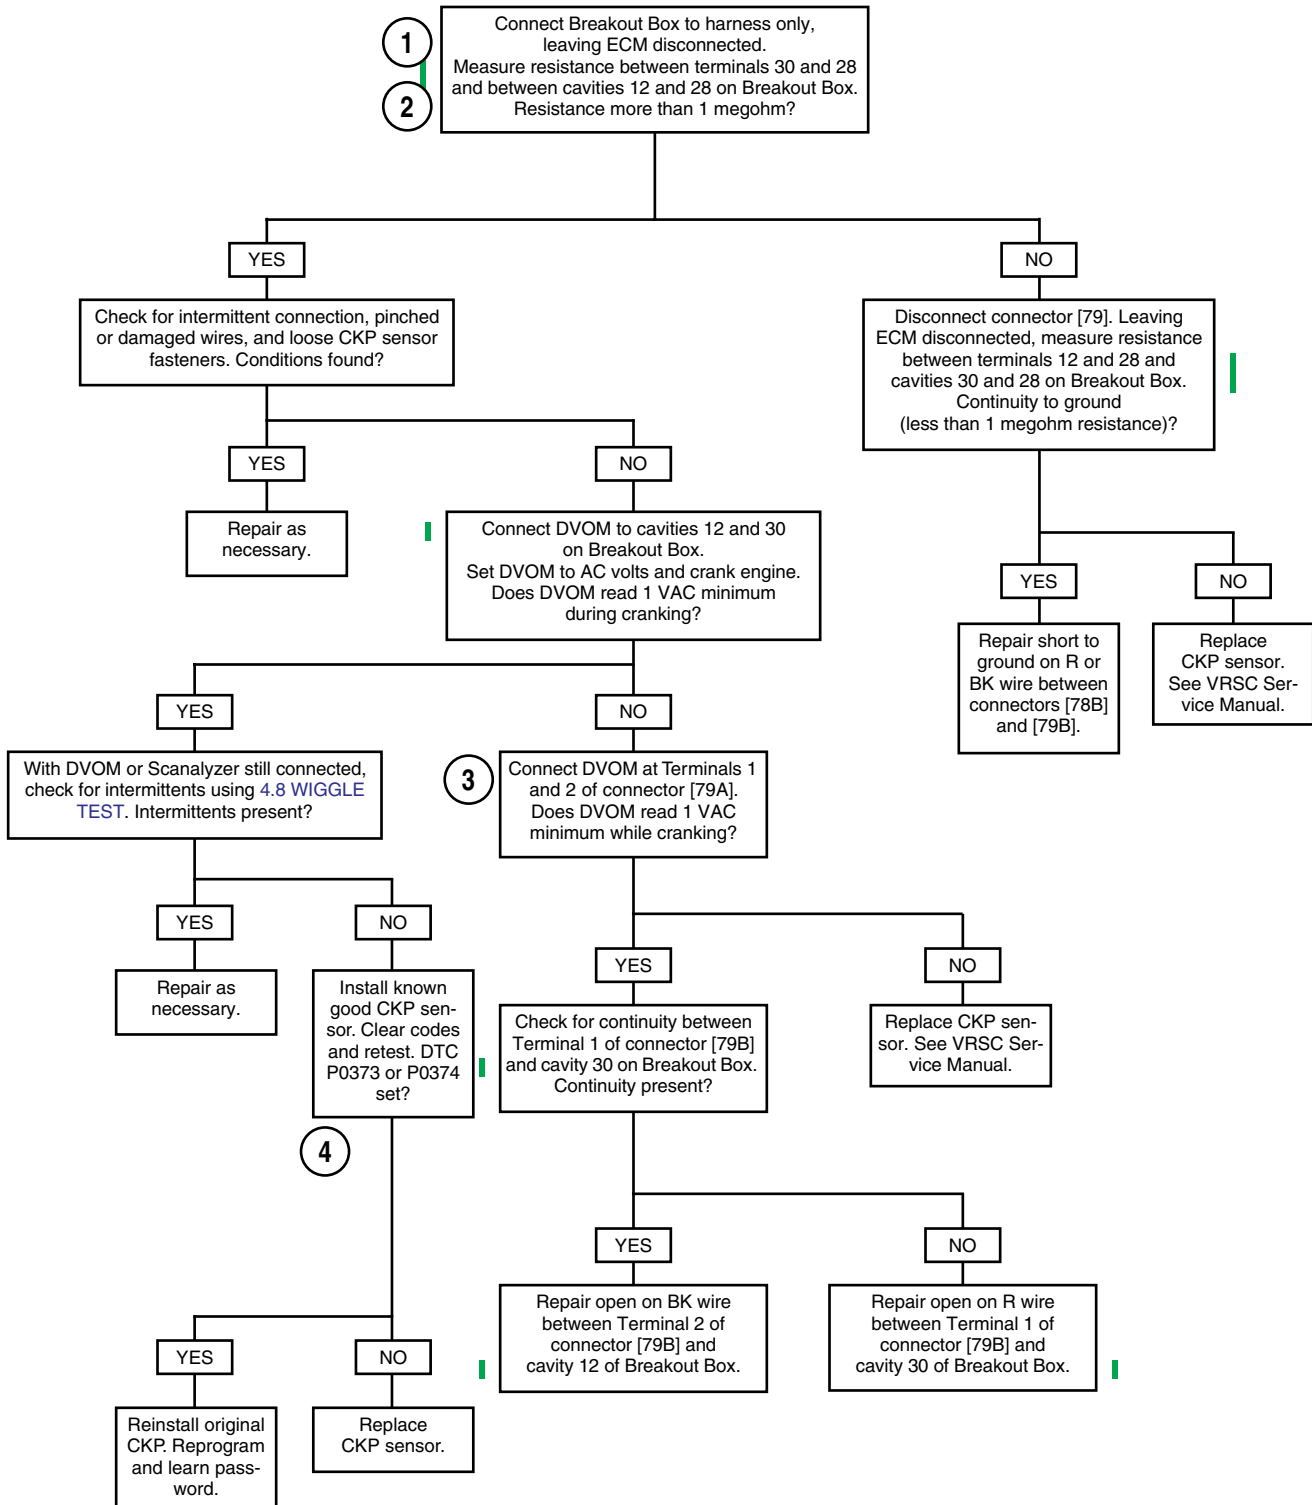 1
2
Connect Breakout Box to harness only,
leaving ECM disconnected.
Measure resistance between terminals 30 and 28
and between cavities 12 and 28 on Breakout Box.
Resistance more than 1 megohm?
YES
NO
Check for intermittent connection, pinched
or damaged wires, and loose CKP sensor
fasteners. Conditions found?
Disconnect connector [79]. Leaving
ECM disconnected, measure resistance
between terminals 12 and 28 and
cavities 30 and 28 on Breakout Box.
Continuity to ground
(less than 1 megohm resistance)?
YES
NO
Repair as
necessary.
Connect DVOM to cavities 12 and 30
on Breakout Box.
Set DVOM to AC volts and crank engine.
Does DVOM read 1 VAC minimum
during cranking?
YES
NO
Repair short to
ground on R or
BK wire between
connectors [78B]
and [79B].
Replace
CKP sensor.
See VRSC Ser-
vice Manual.
YES
NO
With DVOM or Scanalyzer still connected,
check for intermittents using 4.8 WIGGLE
TEST. Intermittents present?
3
Connect DVOM at Terminals 1
and 2 of connector [79A].
Does DVOM read 1 VAC
minimum while cranking?
YES
NO
YES
NO
Repair as
necessary.
Install known
good CKP sen-
sor. Clear codes
and retest. DTC
P0373 or P0374
set?
4
Check for continuity between
Terminal 1 of connector [79B]
and cavity 30 on Breakout Box.
Continuity present?
Replace CKP sen-
sor. See VRSC Ser-
vice Manual.
YES
NO
Repair open on BK wire
between Terminal 2 of
connector [79B] and
cavity 12 of Breakout Box.
Repair open on R wire
between Terminal 1 of
connector [79B] and
cavity 30 of Breakout Box.
YES
NO
Reinstall original
CKP. Reprogram
and learn pass-
word.
Replace
CKP sensor.